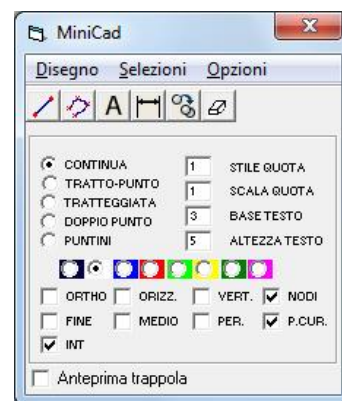 MiniCad
Disegno Selezioni Opzioni
A
CONTINUA 1 STILE QUOTA
TRATTO-PUNTO 1 SCALA QUOTA
TRATTEGGIATA 3 BASE TESTO
DOPPIO PUNTO 5 ALTEZZA TESTO
PUNTINI
ORTHO ORIZZ. VERT. NODI
FINE MEDIO PER. P.CUR.
INT
Anteprima trappola